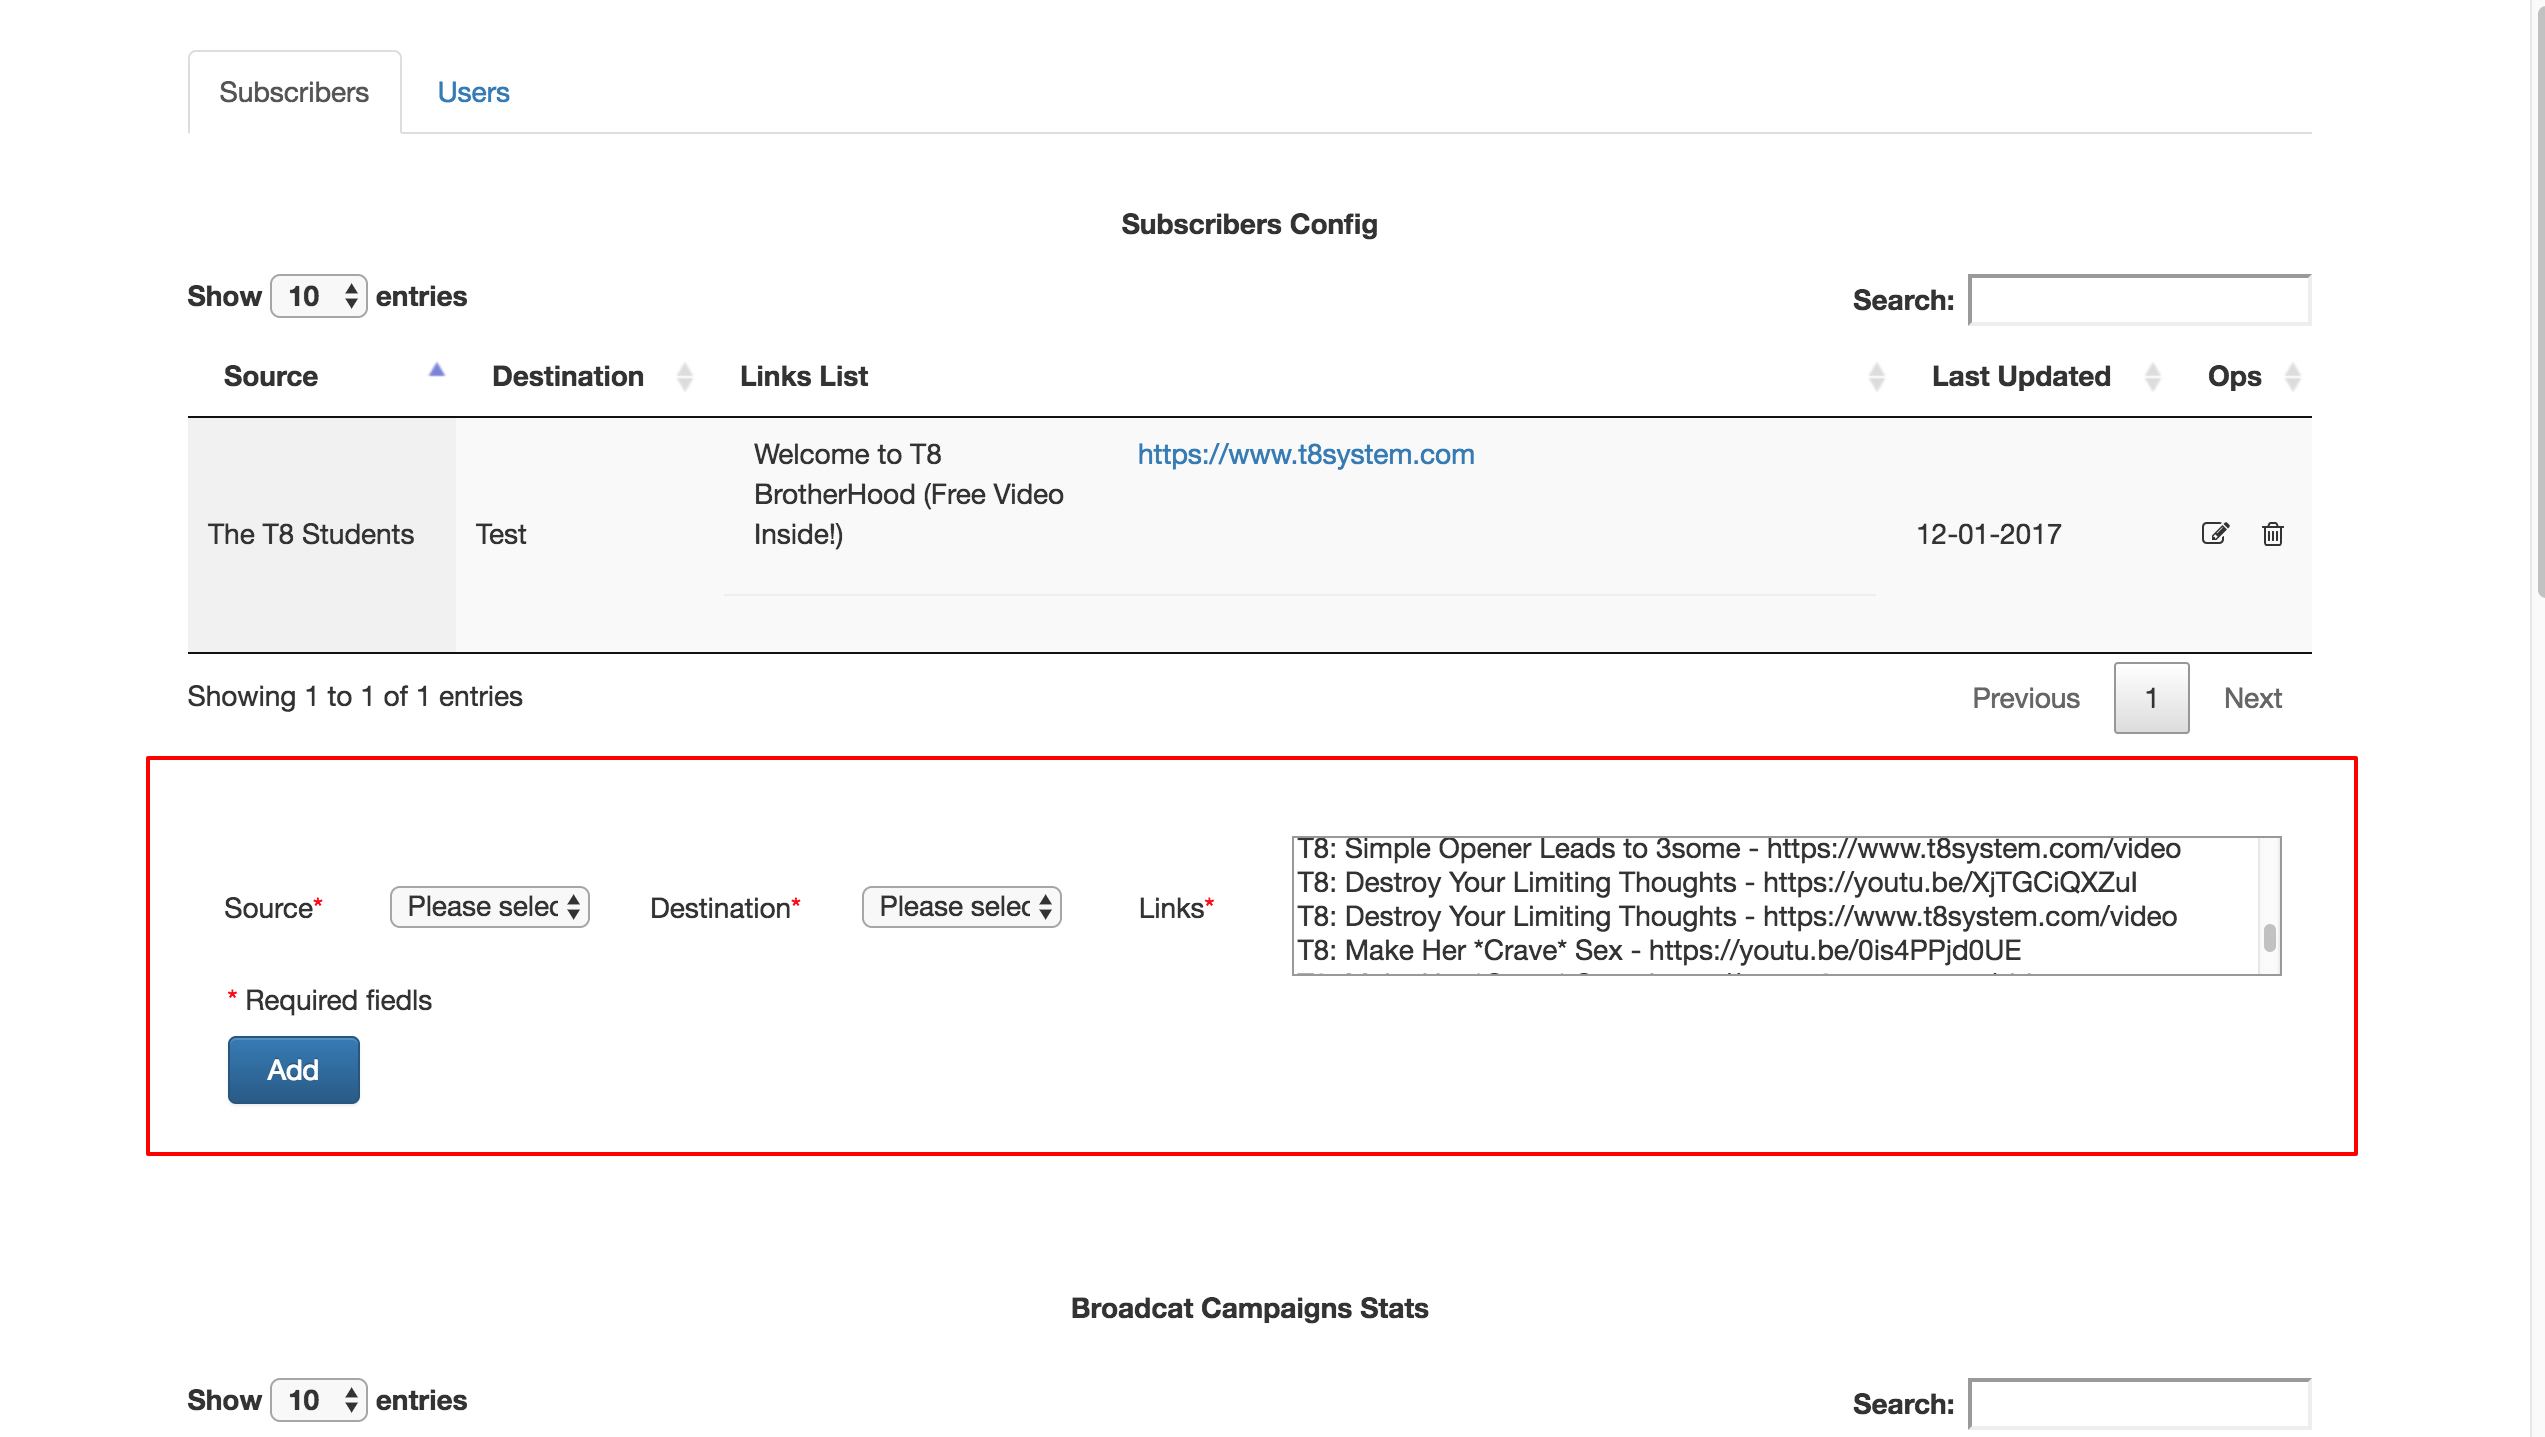 Subscribers Users
Subscribers Config
Show 10 entries Search:
Source Destination Links List Last Updated Ops
Welcome to T8 https://www.t8system.com
BrotherHood (Free Video
The T8 Students Test Inside!) 12-01-2017
Showing 1 to 1 of 1 entries Previous 1 Next
T8: Simple Opener Leads to 3some - https://www.t8system.com/video
T8: Destroy Your Limiting Thoughts - https://youtu.be/XjTGCiQXZuI
Source* Please selec Destination* Please selec Links* T8: Destroy Your Limiting Thoughts - https://www.t8system.com/video
T8: Make Her *Crave* Sex - https://youtu.be/0is4PPjd0UE
* Required fiedls
Add
Broadcat Campaigns Stats
Show 10 entries Search: